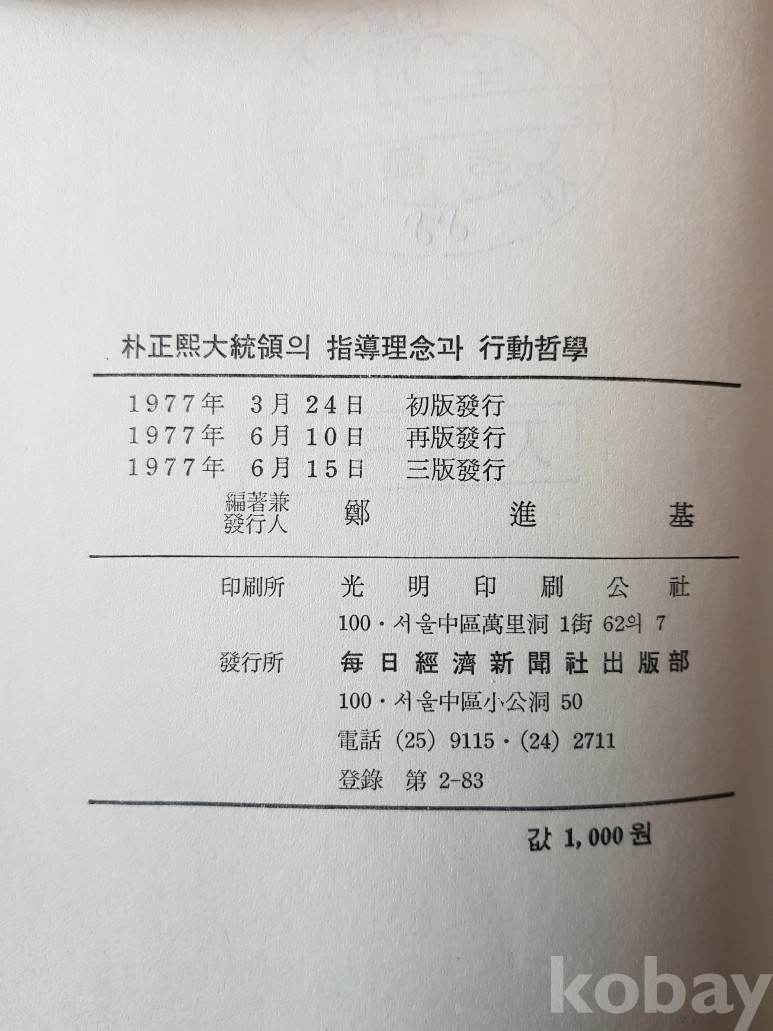 朴正熙大統領의 指導理念과 行動哲學
1977年 3月 24日 初版發行
1977年 6月 10日 再版發行
1977年 6月 15日 三版發行
編著兼
發行人 鄭進基
印刷所 光明印刷公社
100·서울中區萬里洞 1街 62의 7
發行所 每日經濟新聞社出版部
100·서울中區小公洞 50
電話 (25) 9115·(24) 2711
登錄 第 2-83
값 1,000원
kobay